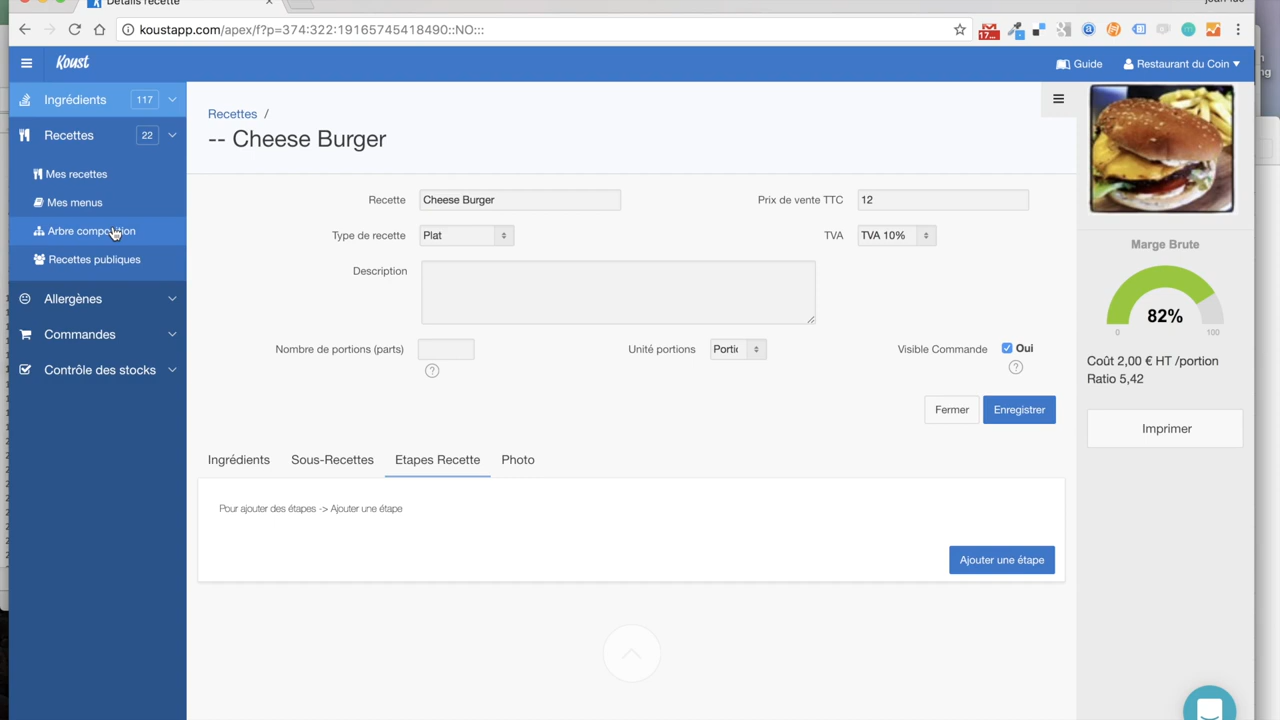 Détails recette
koustapp.com/apex/f?p=374:322:19165745418490::NO:::
17...
Koust
Guide
Restaurant du Coin
Ingrédients 117
Recettes 22
Mes recettes
Mes menus
Arbre composition
Recettes publiques
Allergènes
Commandes
Contrôle des stocks
Recettes /
-- Cheese Burger
Recette Cheese Burger
Prix de vente TTC 12
Type de recette Plat
TVA TVA 10%
Description
Nombre de portions (parts)
Unité portions Portic
Visible Commande Oui
Fermer Enregistrer
Ingrédients Sous-Recettes Etapes Recette Photo
Pour ajouter des étapes -> Ajouter une étape
Ajouter une étape
Marge Brute
82%
0 100
Coût 2,00 € HT /portion
Ratio 5,42
Imprimer